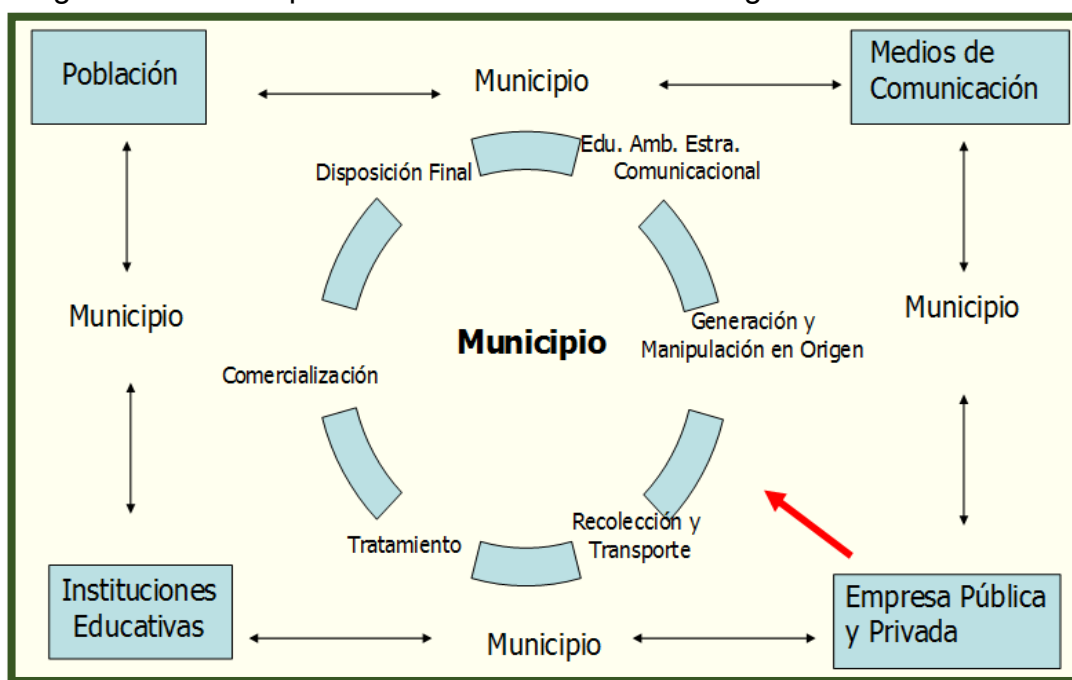 Población
Municipio
Medios de
Comunicación
Edu. Amb. Estra.
Comunicacional
Disposición Final
Municipio
Municipio
Municipio
Generación y
Manipulación en Origen
Comercialización
Recolección y
Transporte
Tratamiento
Instituciones
Educativas
Municipio
Empresa Pública
y Privada